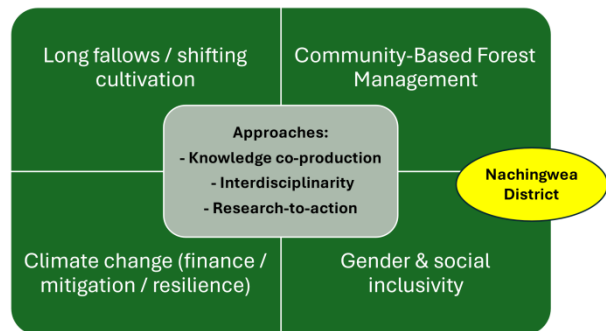 Long fallows / shifting
cultivation
Community-Based Forest
Management
Approaches:
- Knowledge co-production
- Interdisciplinarity
- Research-to-action
Nachingwea
District
Climate change (finance /
mitigation / resilience)
Gender & social
inclusivity